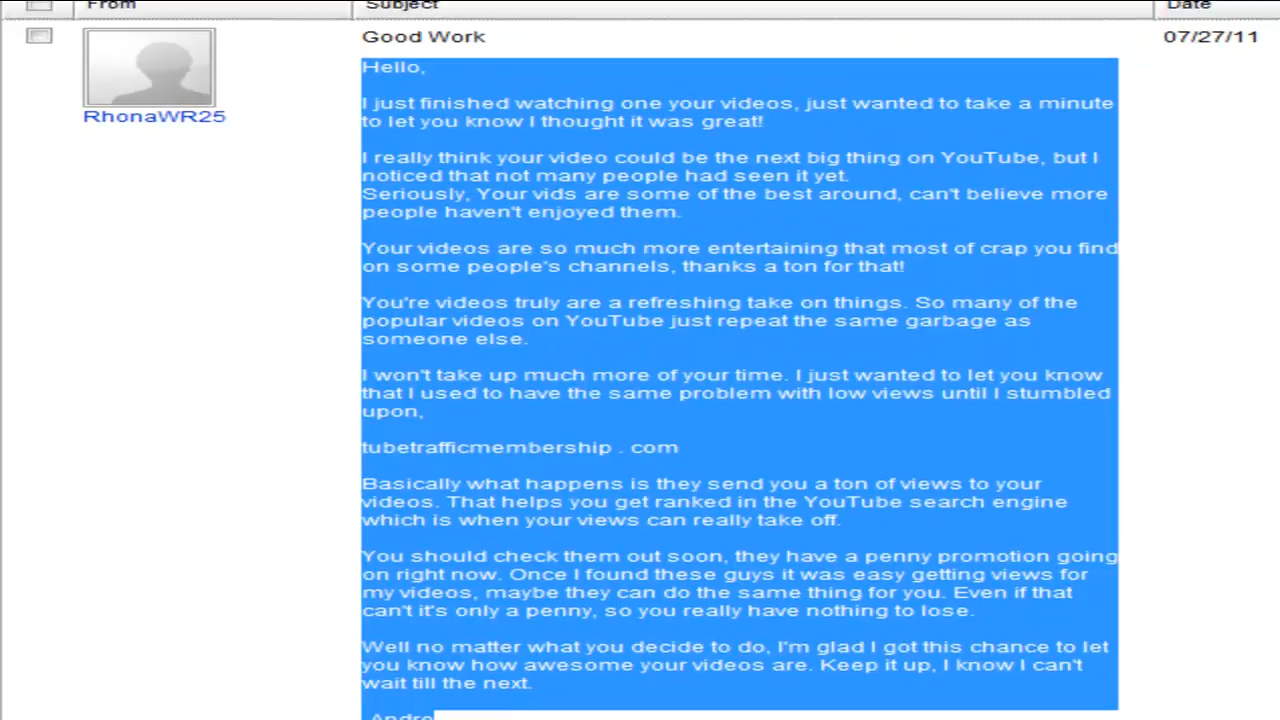 From Subject Date
Good Work 07/27/11
RhonaWR25
Hello,
I just finished watching one your videos, just wanted to take a minute
to let you know I thought it was great!
I really think your video could be the next big thing on YouTube, but I
noticed that not many people had seen it yet.
Seriously, Your vids are some of the best around, can't believe more
people haven't enjoyed them.
Your videos are so much more entertaining that most of crap you find
on some people's channels, thanks a ton for that!
You're videos truly are a refreshing take on things. So many of the
popular videos on YouTube just repeat the same garbage as
someone else.
I won't take up much more of your time. I just wanted to let you know
that I used to have the same problem with low views until I stumbled
upon,
tubetrafficmembership . com
Basically what happens is they send you a ton of views to your
videos. That helps you get ranked in the YouTube search engine
which is when your views can really take off.
You should check them out soon, they have a penny promotion going
on right now. Once I found these guys it was easy getting views for
my videos, maybe they can do the same thing for you. Even if that
can't it's only a penny, so you really have nothing to lose.
Well no matter what you decide to do, I'm glad I got this chance to let
you know how awesome your videos are. Keep it up, I know I can't
wait till the next.
Andre